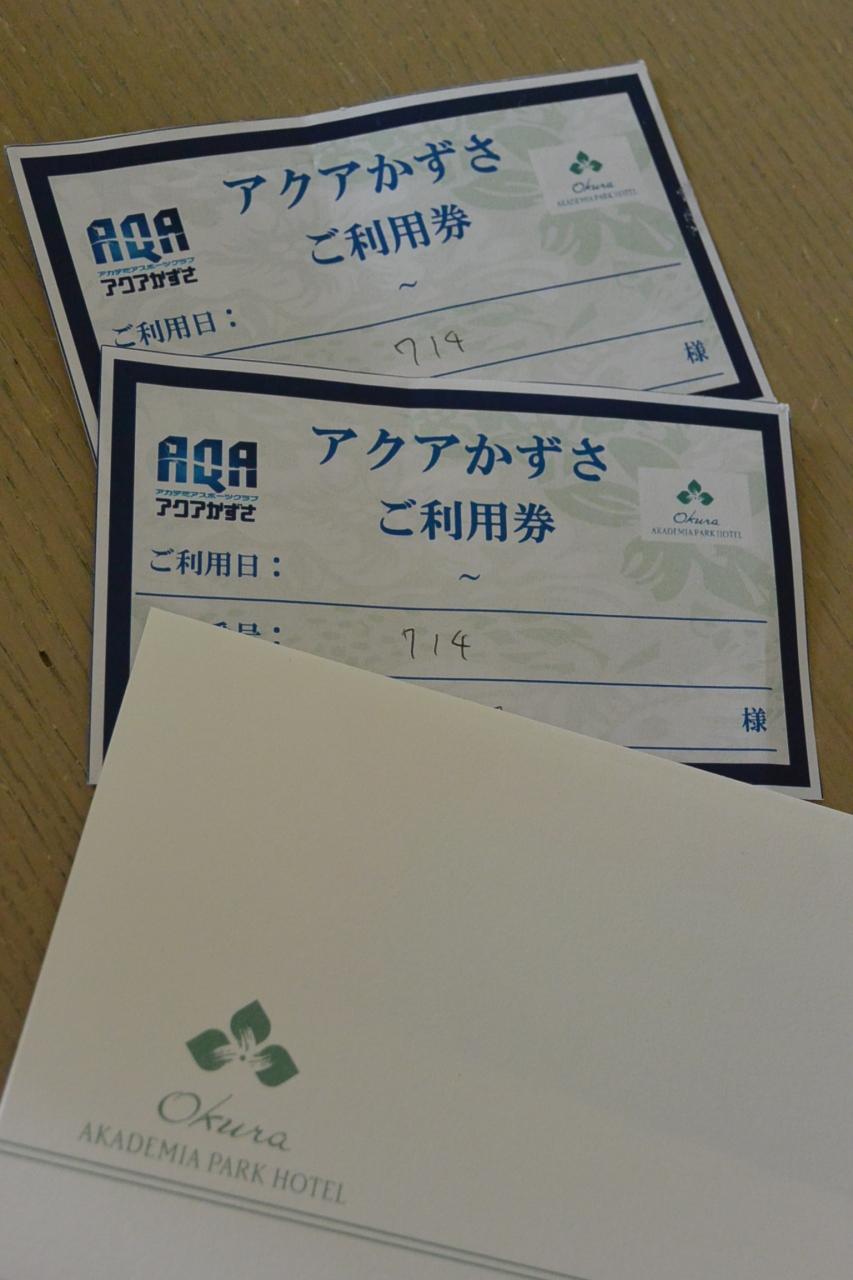 アクアかずさ
Okura
AKADEMIA PARK HOTEL
AQA
アカデミアスポーツクラブ
アクアかずさ
ご利用券
ご利用日： ～
714
様
アクアかずさ
AQA
アカデミアスポーツクラブ
アクアかずさ
Okura
AKADEMIA PARK HOTEL
ご利用券
ご利用日： ～
番号： 714
様
Okura
AKADEMIA PARK HOTEL